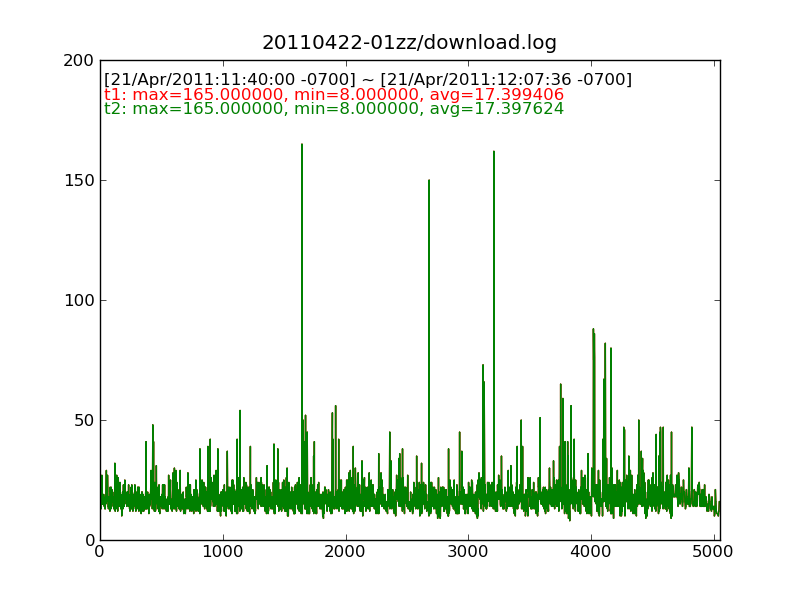 20110422-01zz/download.log
200
[21/Apr/2011:11:40:00 -0700] ~ [21/Apr/2011:12:07:36 -0700]
t1: max=165.000000, min=8.000000, avg=17.399406
t2: max=165.000000, min=8.000000, avg=17.397624
150
100
50
0
0 1000 2000 3000 4000 5000